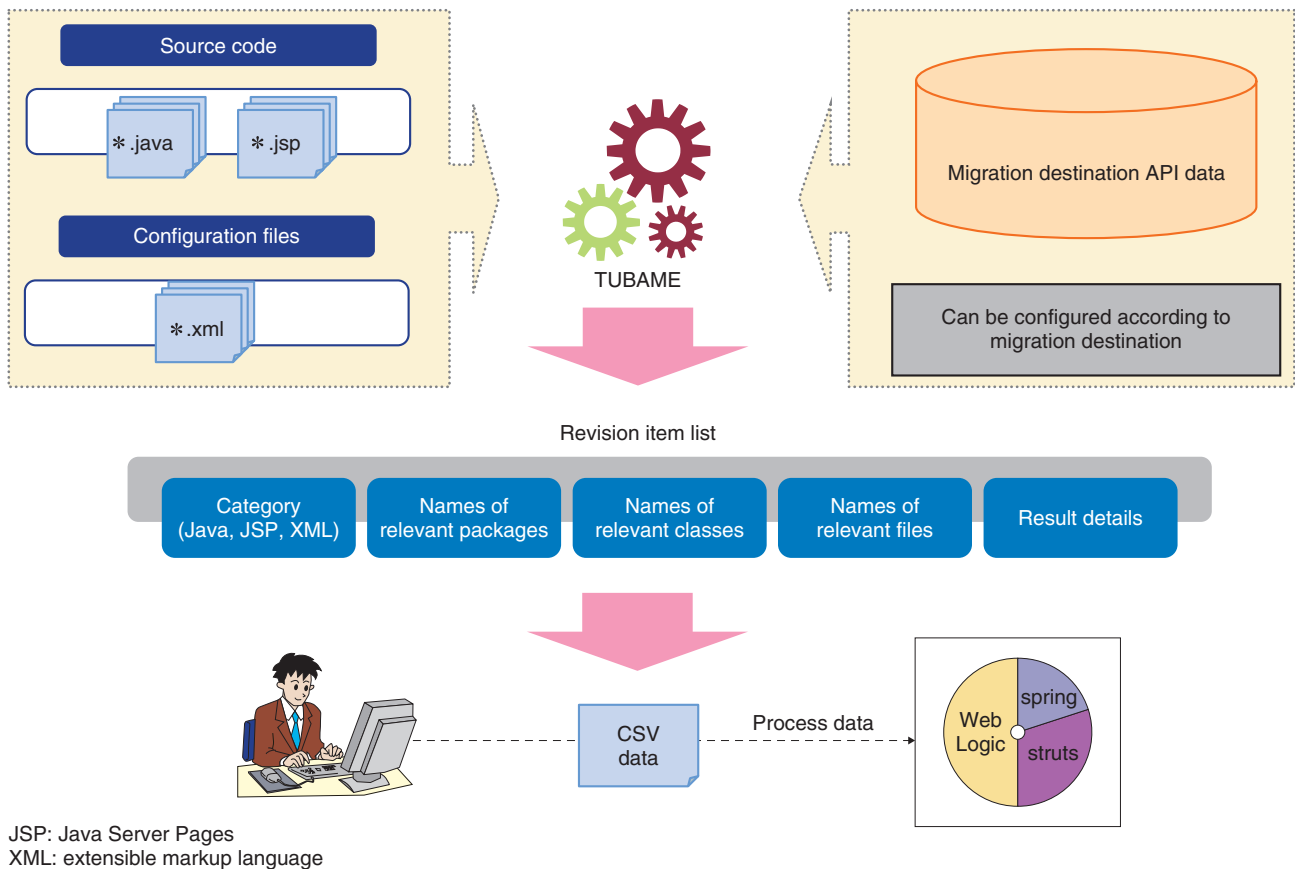 Source code
*.java
*.jsp
Configuration files
*.xml
TUBAME
Migration destination API data
Can be configured according to
migration destination
Revision item list
Category
(Java, JSP, XML)
Names of
relevant packages
Names of
relevant classes
Names of
relevant files
Result details
CSV
data
Process data
Web
Logic
spring
struts
JSP: Java Server Pages
XML: extensible markup language